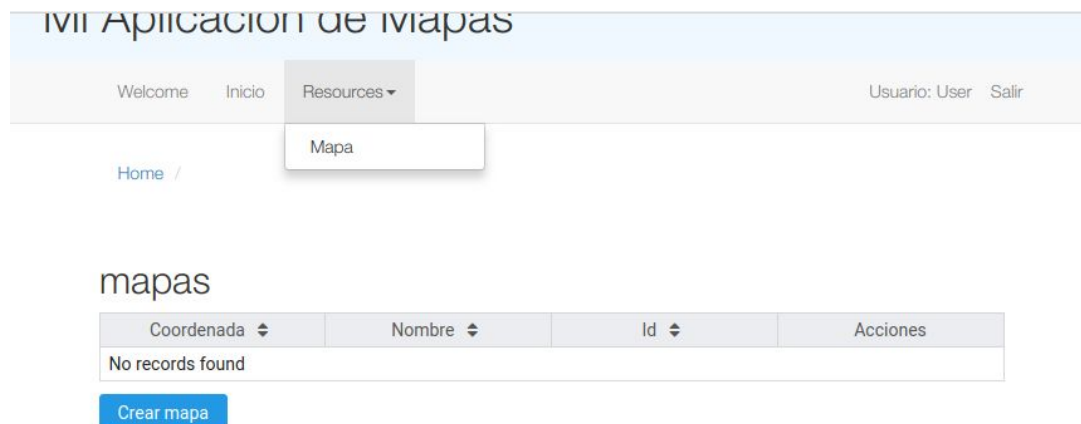 Mi Aplicación de Mapas
Welcome Inicio Resources Usuario: User Salir
Mapa
Home /
mapas
Coordenada Nombre Id Acciones
No records found
Crear mapa